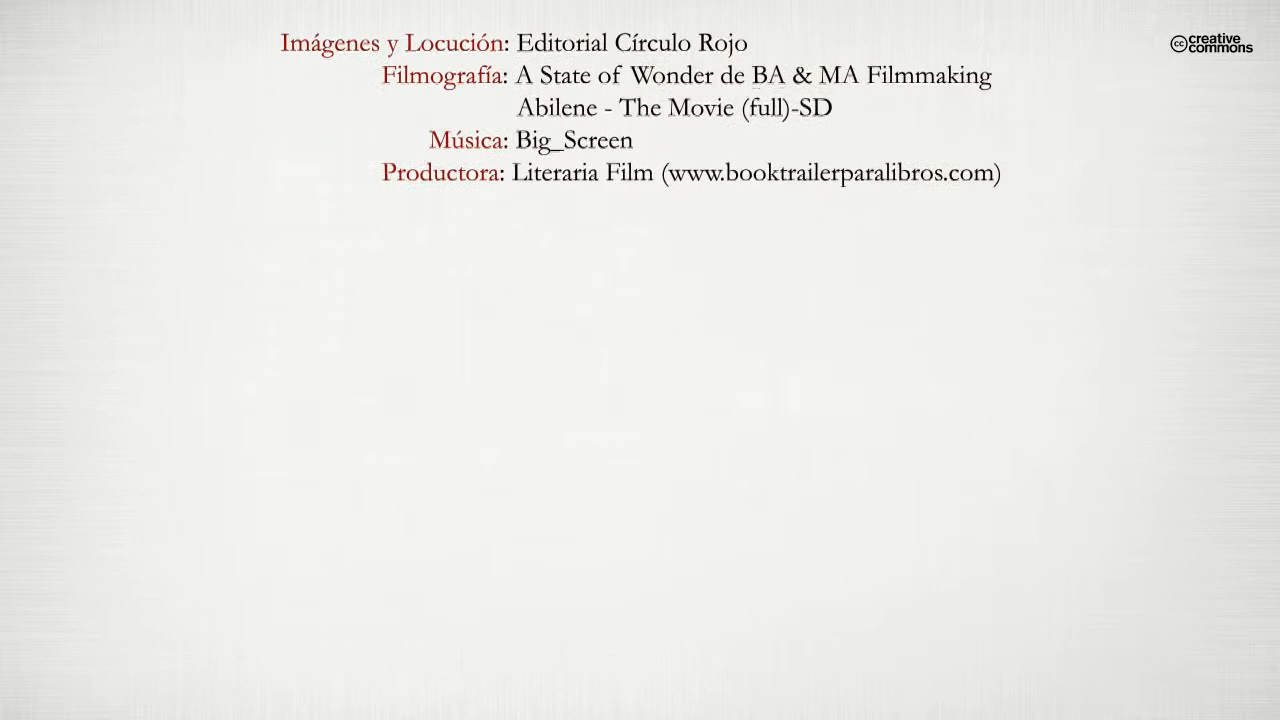 Imágenes y Locución: Editorial Círculo Rojo
Filmografía: A State of Wonder de BA & MA Filmmaking
Abilene - The Movie (full)-SD
Música: Big_Screen
Productora: Literaria Film (www.booktrailerparalibros.com)
cc creative
commons